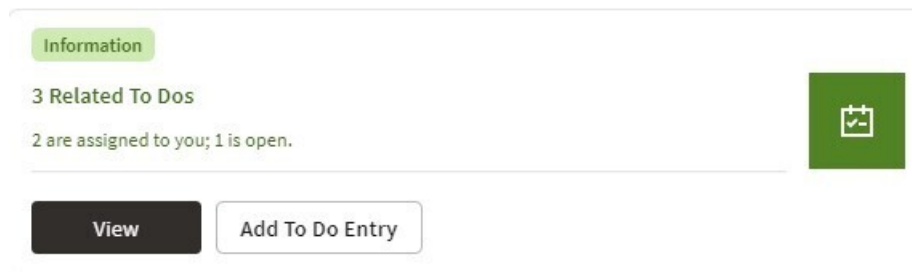 Information
3 Related To Dos
2 are assigned to you; 1 is open.
View
Add To Do Entry